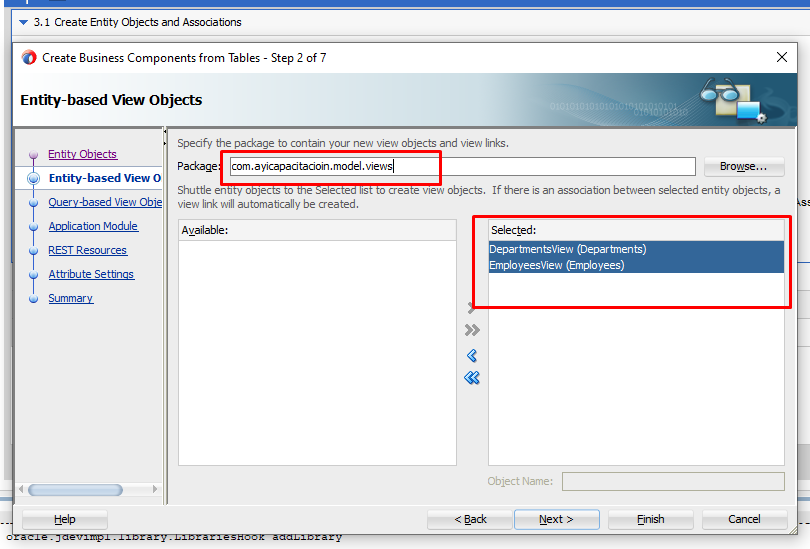 3.1 Create Entity Objects and Associations
Create Business Components from Tables - Step 2 of 7
Entity-based View Objects
010101010101010101010101
Entity Objects
Entity-based View O
Query-based View Obje
Application Module
REST Resources
Attribute Settings
Summary
Specify the package to contain your new view objects and view links.
Package: com.ayicapacitacioin.model.views Browse...
Shuttle entity objects to the Selected list to create view objects. If there is an association between selected entity objects, a
view link will automatically be created.
Available:
Selected:
DepartmentsView (Departments)
EmployeesView (Employees)
Object Name:
Help
< Back
Next >
Finish
Cancel
oracle.jdevimpl.library.LibrariesHook addLibrary